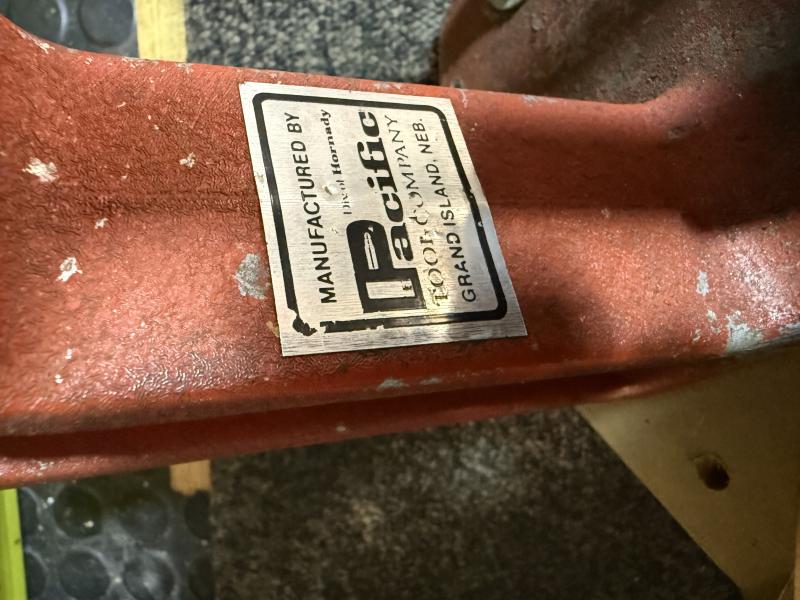 MANUFACTURED BY
Div of Hornady
Pacific
TOOL COMPANY
GRAND ISLAND, NEB.